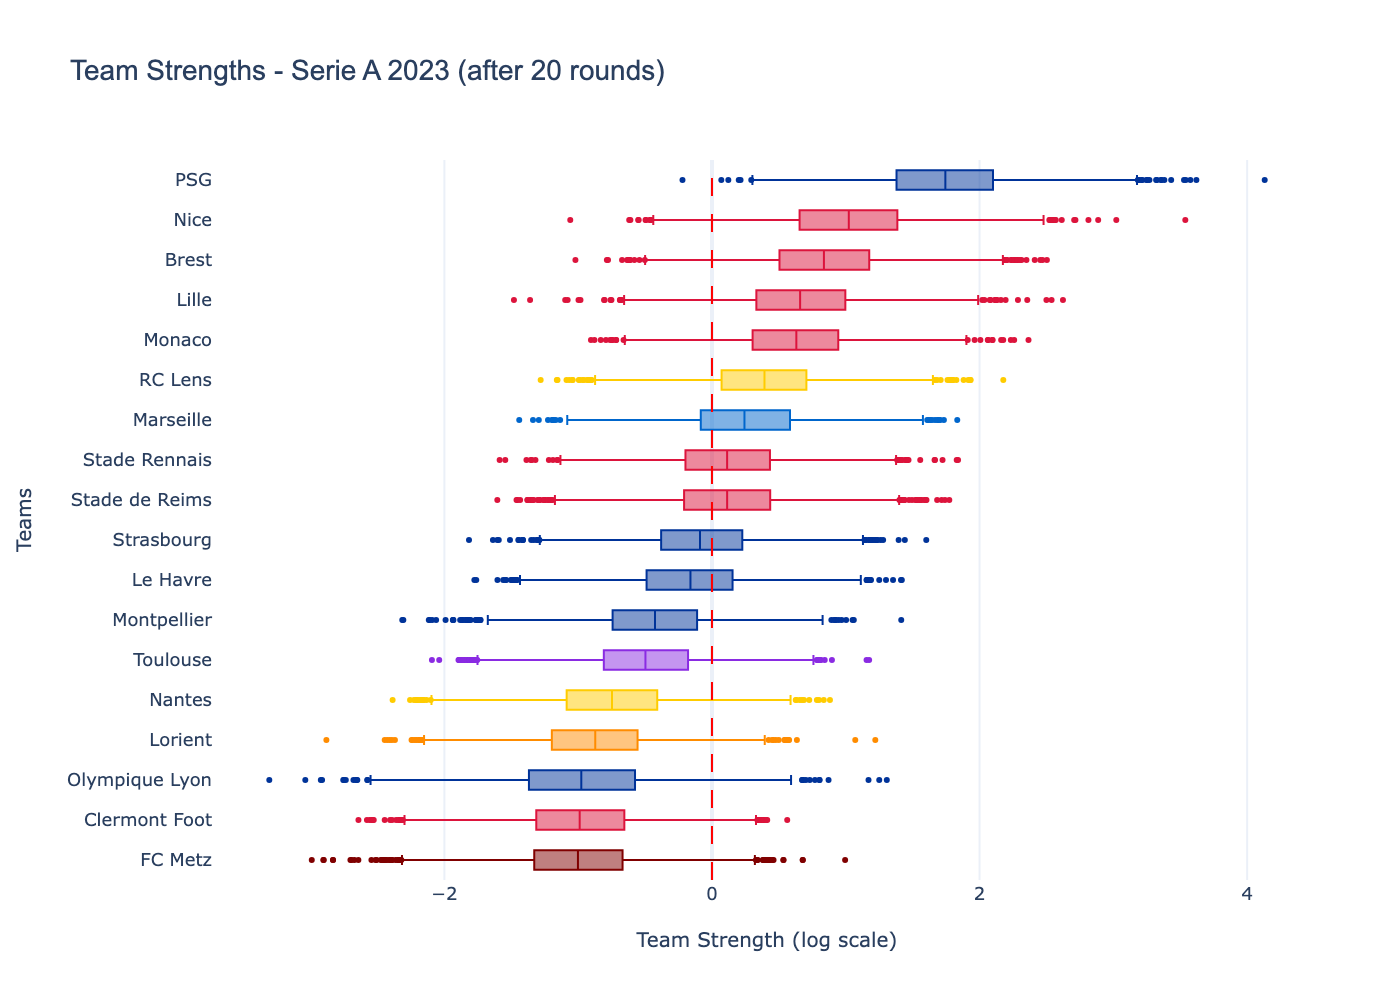 Team Strengths - Serie A 2023 (after 20 rounds)
PSG
Nice
Brest
Lille
Monaco
RC Lens
Marseille
Stade Rennais
Stade de Reims
Strasbourg
Le Havre
Montpellier
Toulouse
Nantes
Lorient
Olympique Lyon
Clermont Foot
FC Metz
Teams
−2 0 2 4
Team Strength (log scale)